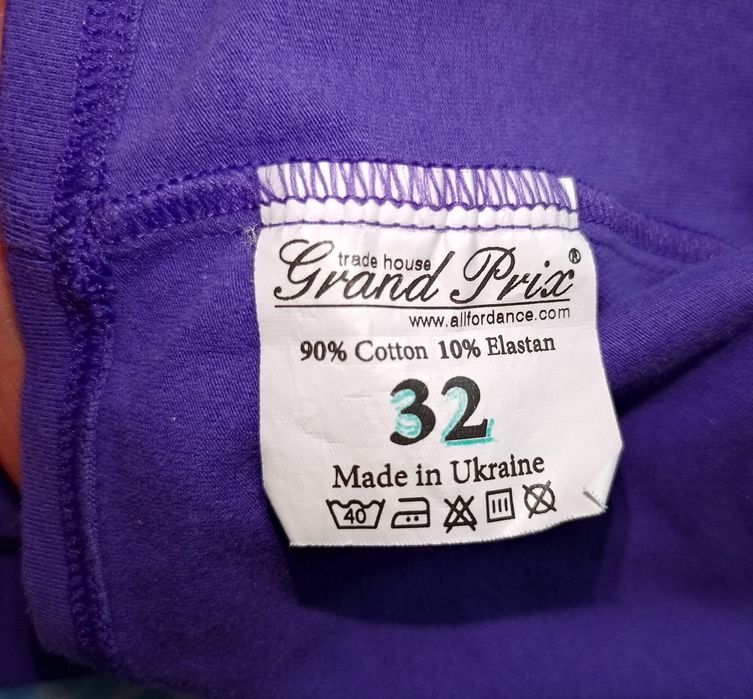 trade house
Grand Prix®
www.allfordance.com
90% Cotton 10% Elastan
32
Made in Ukraine
40